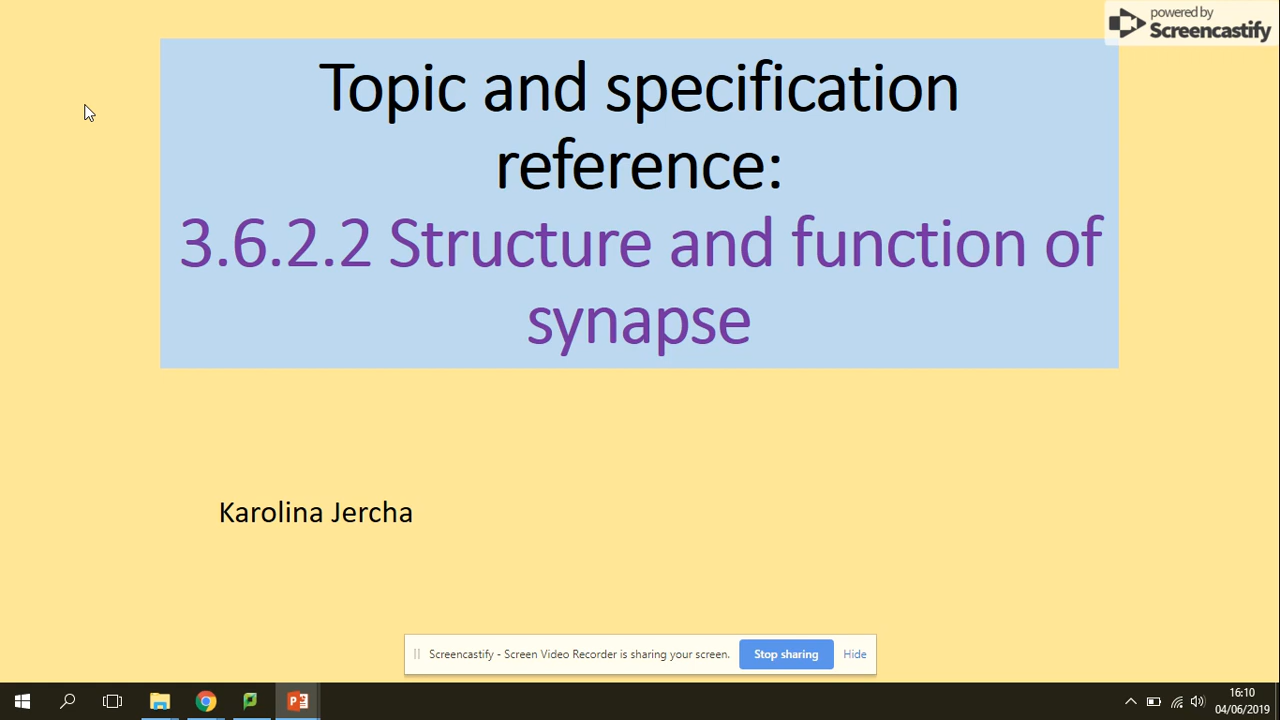 powered by
Screencastify
Topic and specification
reference:
3.6.2.2 Structure and function of
synapse
Karolina Jercha
Screencastify - Screen Video Recorder is sharing your screen.
Stop sharing
Hide
16:10
04/06/2019